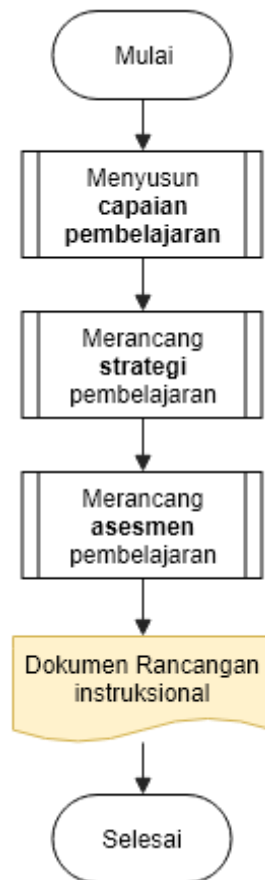 Mulai
Menyusun
capaian
pembelajaran
Merancang
strategi
pembelajaran
Merancang
asesmen
pembelajaran
Dokumen Rancangan
instruksional
Selesai